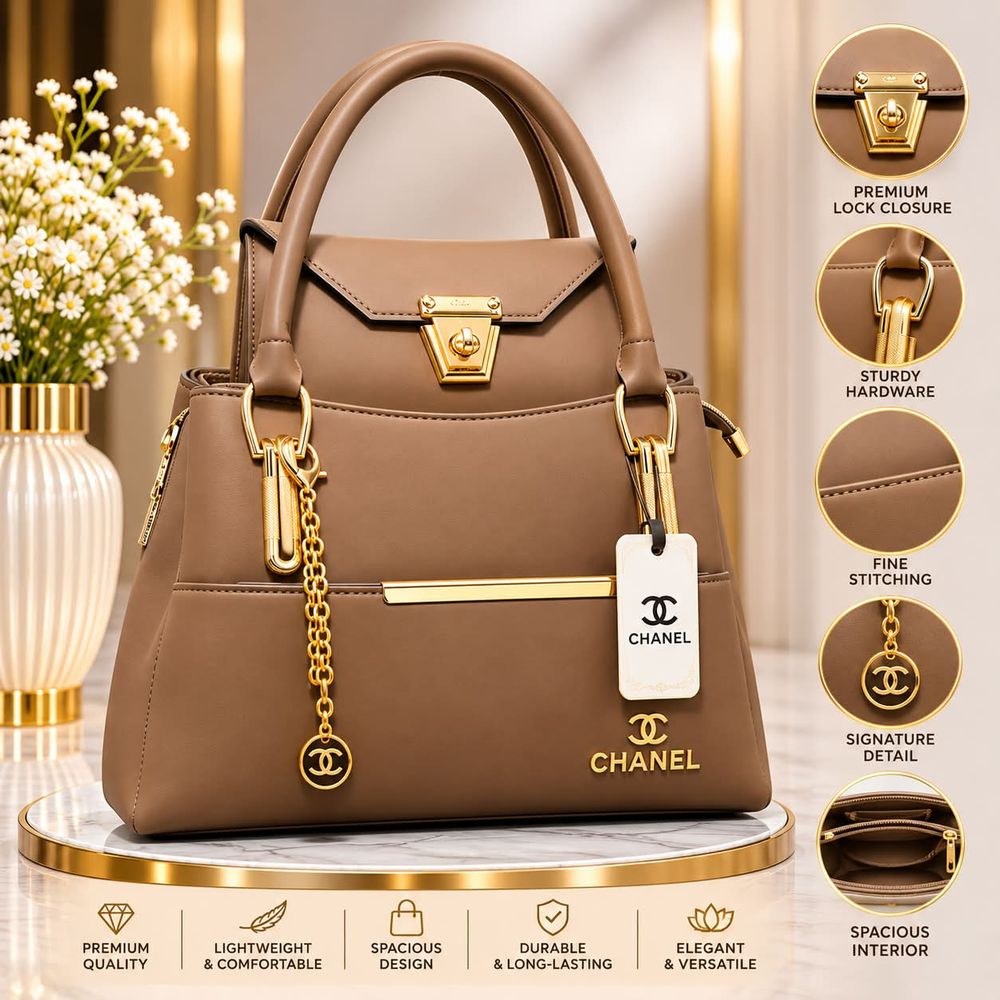 PREMIUM
LOCK CLOSURE
STURDY
HARDWARE
FINE
STITCHING
CHANEL
CHANEL
SIGNATURE
DETAIL
SPACIOUS
INTERIOR
PREMIUM
QUALITY
LIGHTWEIGHT
& COMFORTABLE
SPACIOUS
DESIGN
DURABLE
& LONG-LASTING
ELEGANT
& VERSATILE